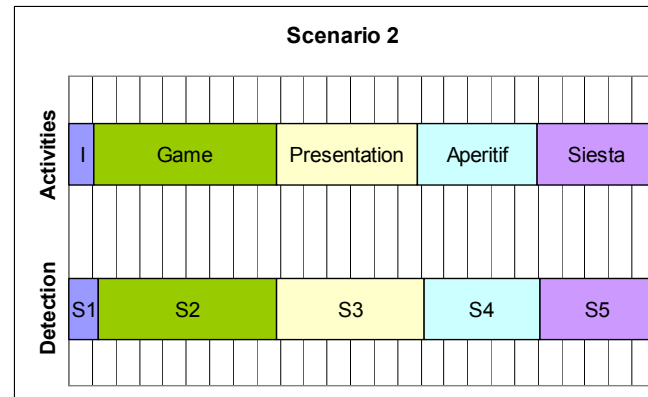 Scenario 2
Activities
I Game Presentation Aperitif Siesta
Detection
S1 S2 S3 S4 S5